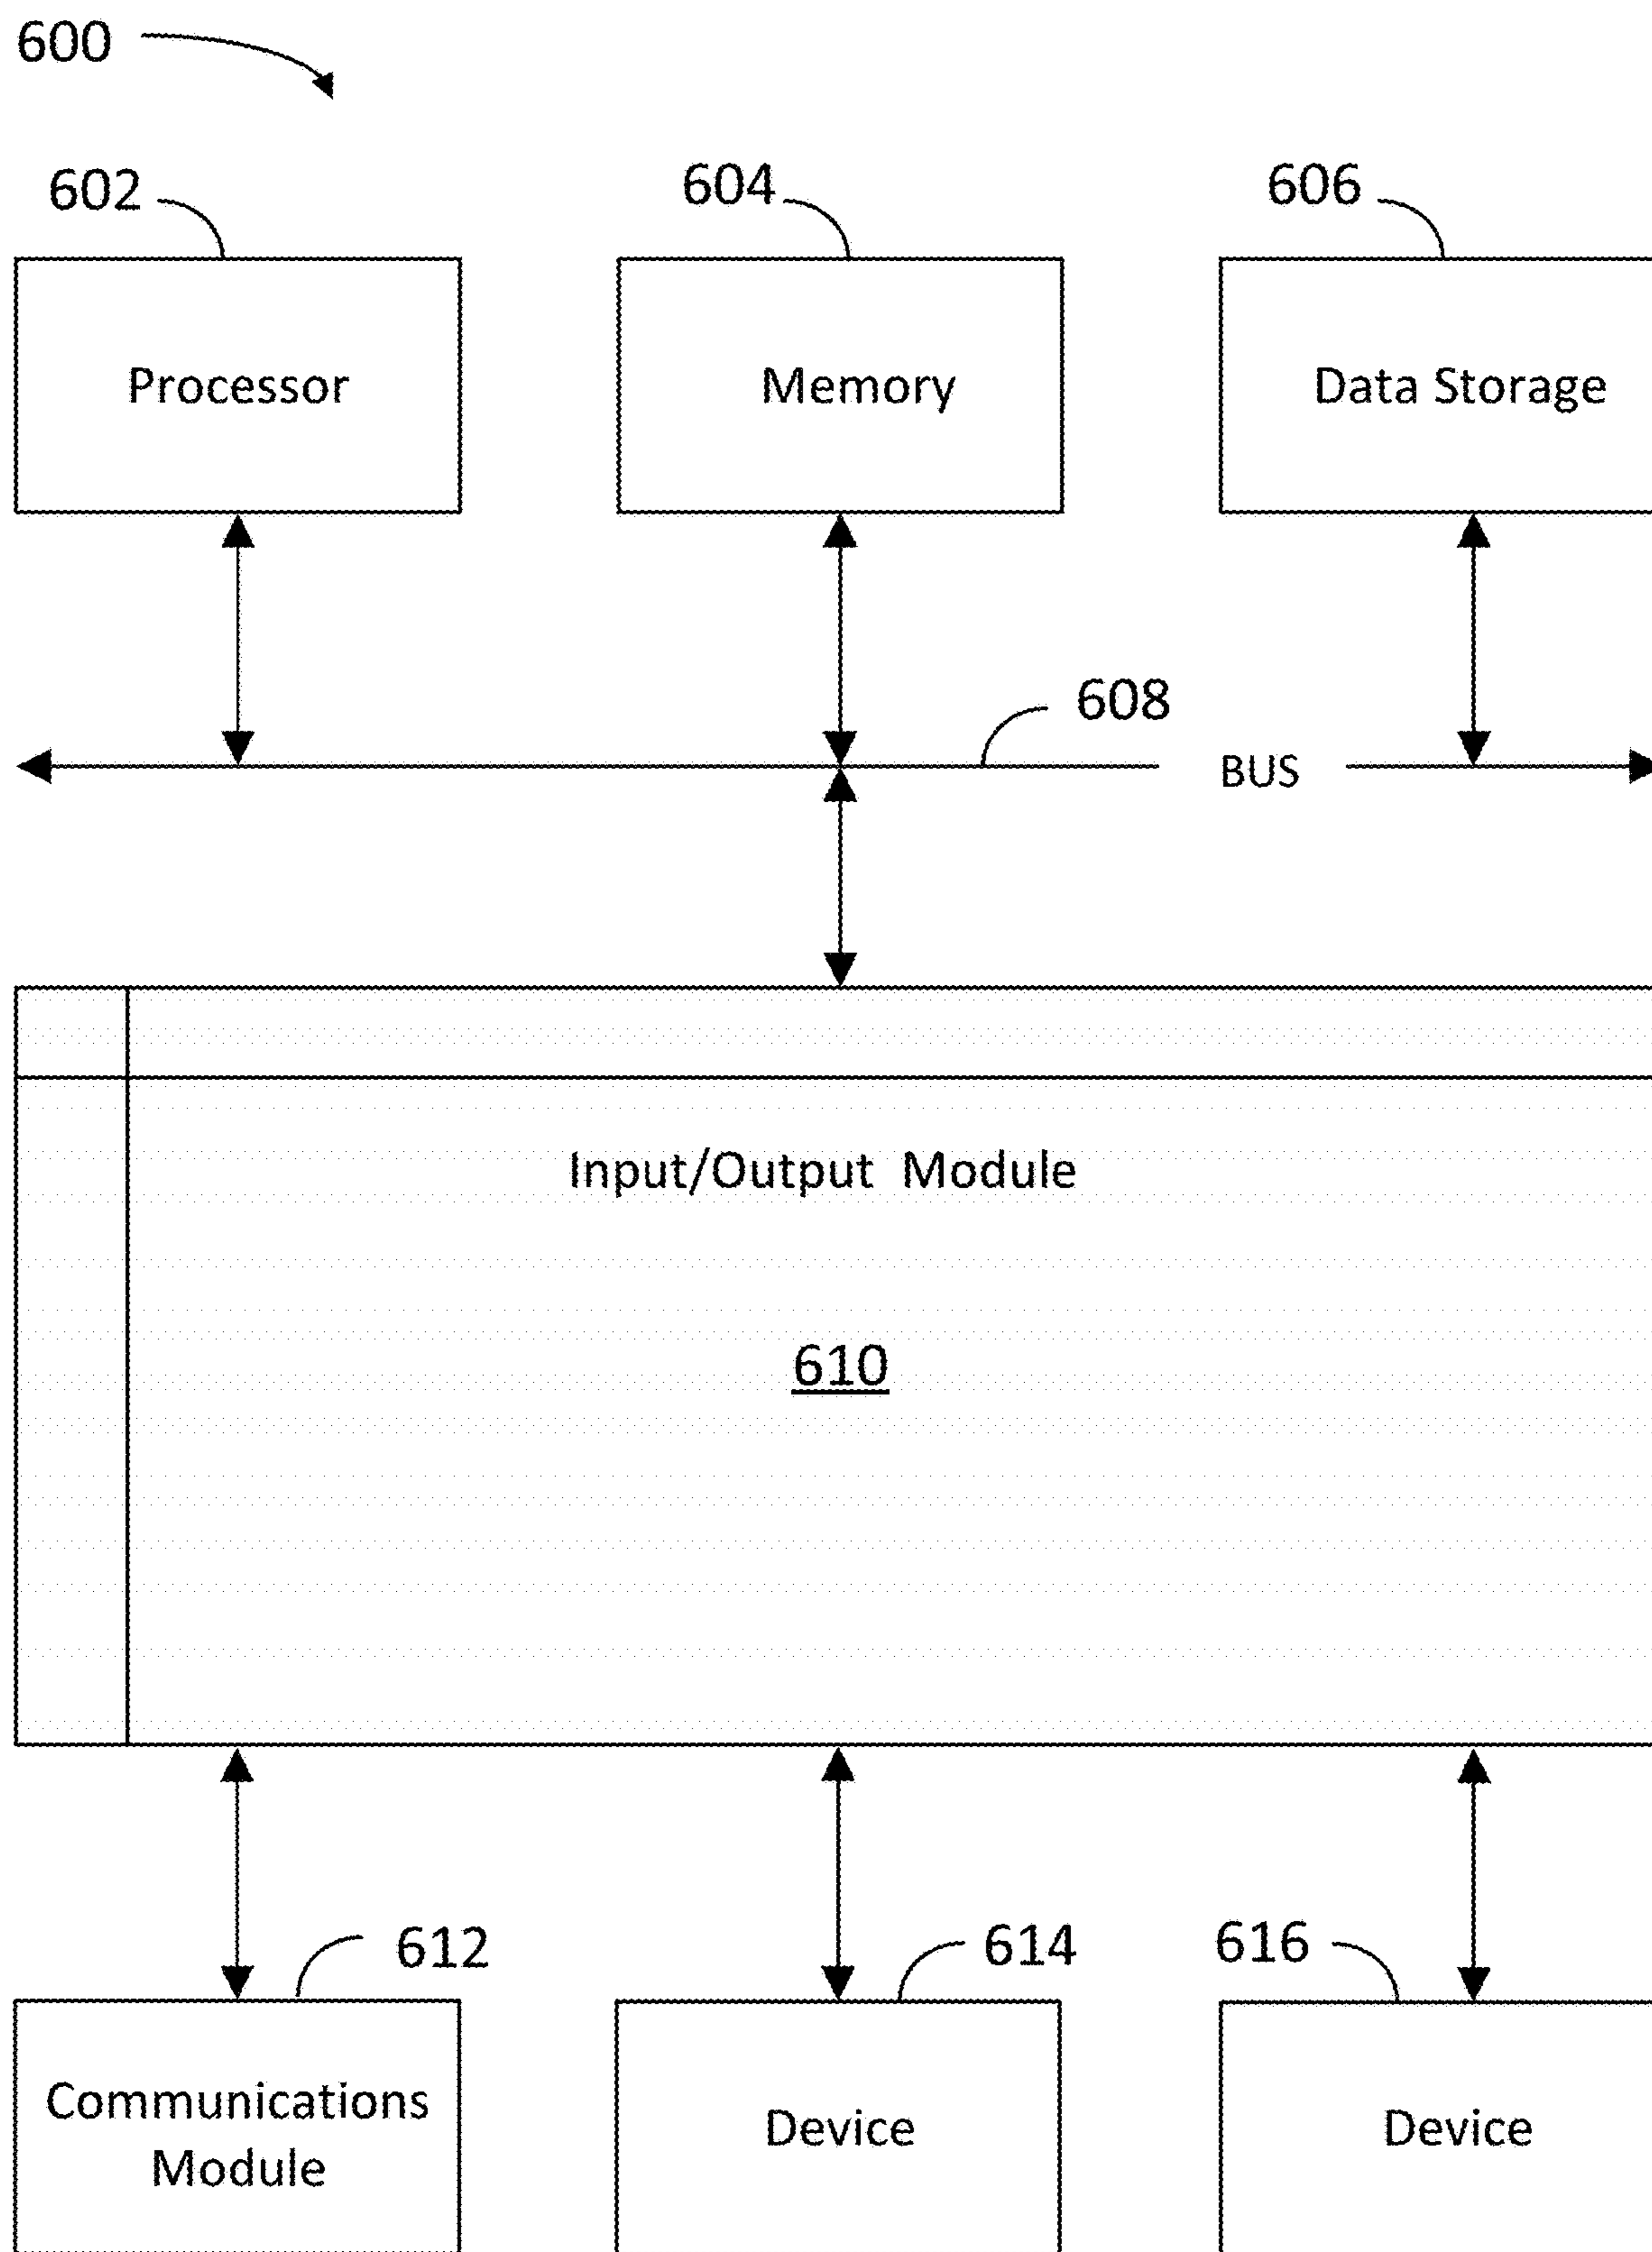 600
602
604
606
Processor
Memory
Data Storage
608
BUS
Input/Output Module
610
612
614
616
Communications
Module
Device
Device